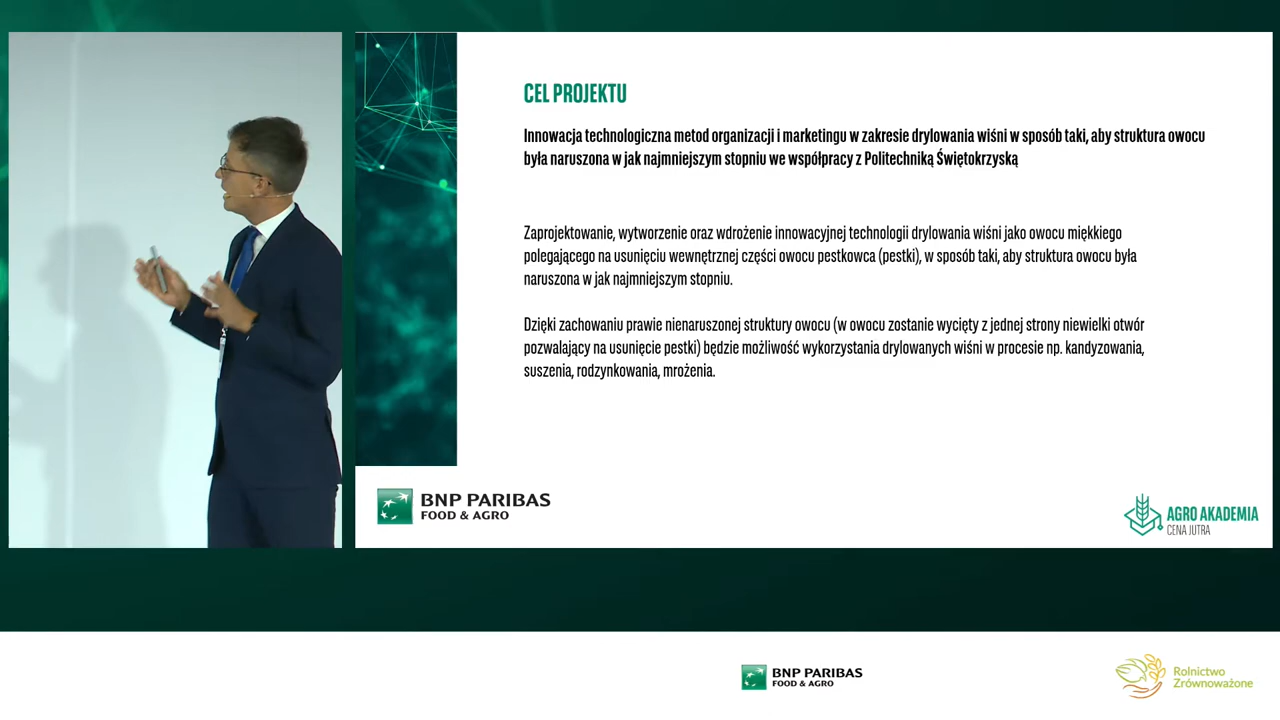 CEL PROJEKTU
Innowacja technologiczna metod organizacji i marketingu w zakresie drylowania wiśni w sposób taki, aby struktura owocu
była naruszona w jak najmniejszym stopniu we współpracy z Politechniką Świętokrzyską
Zaprojektowanie, wytworzenie oraz wdrożenie innowacyjnej technologii drylowania wiśni jako owocu miękkiego
polegającego na usunięciu wewnętrznej części owocu pestkowca (pestki), w sposób taki, aby struktura owocu była
naruszona w jak najmniejszym stopniu.
Dzięki zachowaniu prawie nienaruszonej struktury owocu (w owocu zostanie wycięty z jednej strony niewielki otwór
pozwalający na usunięcie pestki) będzie możliwość wykorzystania drylowanych wiśni w procesie np. kandyzowania,
suszenia, rodzynkowania, mrożenia.
BNP PARIBAS
FOOD & AGRO
AGRO AKADEMIA
CENA JUTRA
BNP PARIBAS
FOOD & AGRO
Rolnictwo
Zrównoważone